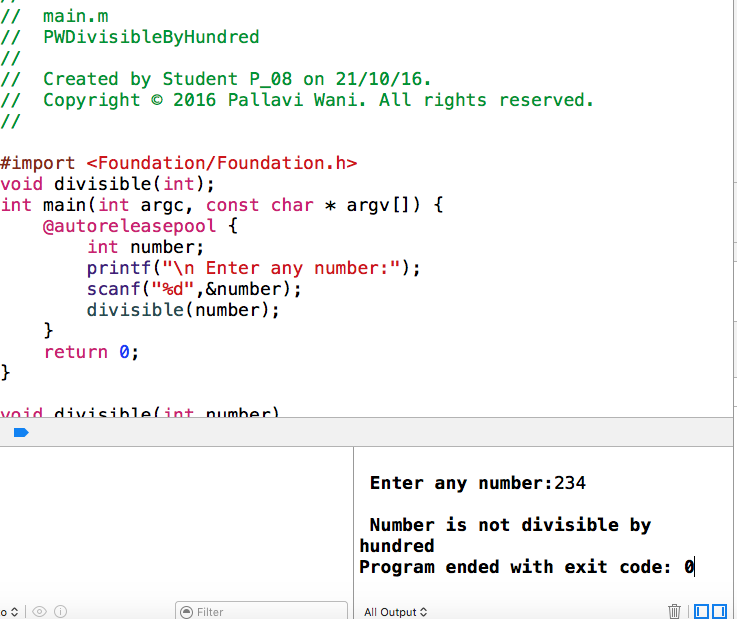 //
// main.m
// PWDivisibleByHundred
//
// Created by Student P_08 on 21/10/16.
// Copyright © 2016 Pallavi Wani. All rights reserved.
//
#import <Foundation/Foundation.h>
void divisible(int);
int main(int argc, const char * argv[]) {
@autoreleasepool {
int number;
printf("\n Enter any number:");
scanf("%d",&number);
divisible(number);
}
return 0;
}
void divisible(int number)
Enter any number:234
Number is not divisible by
hundred
Program ended with exit code: 0
Filter
All Output